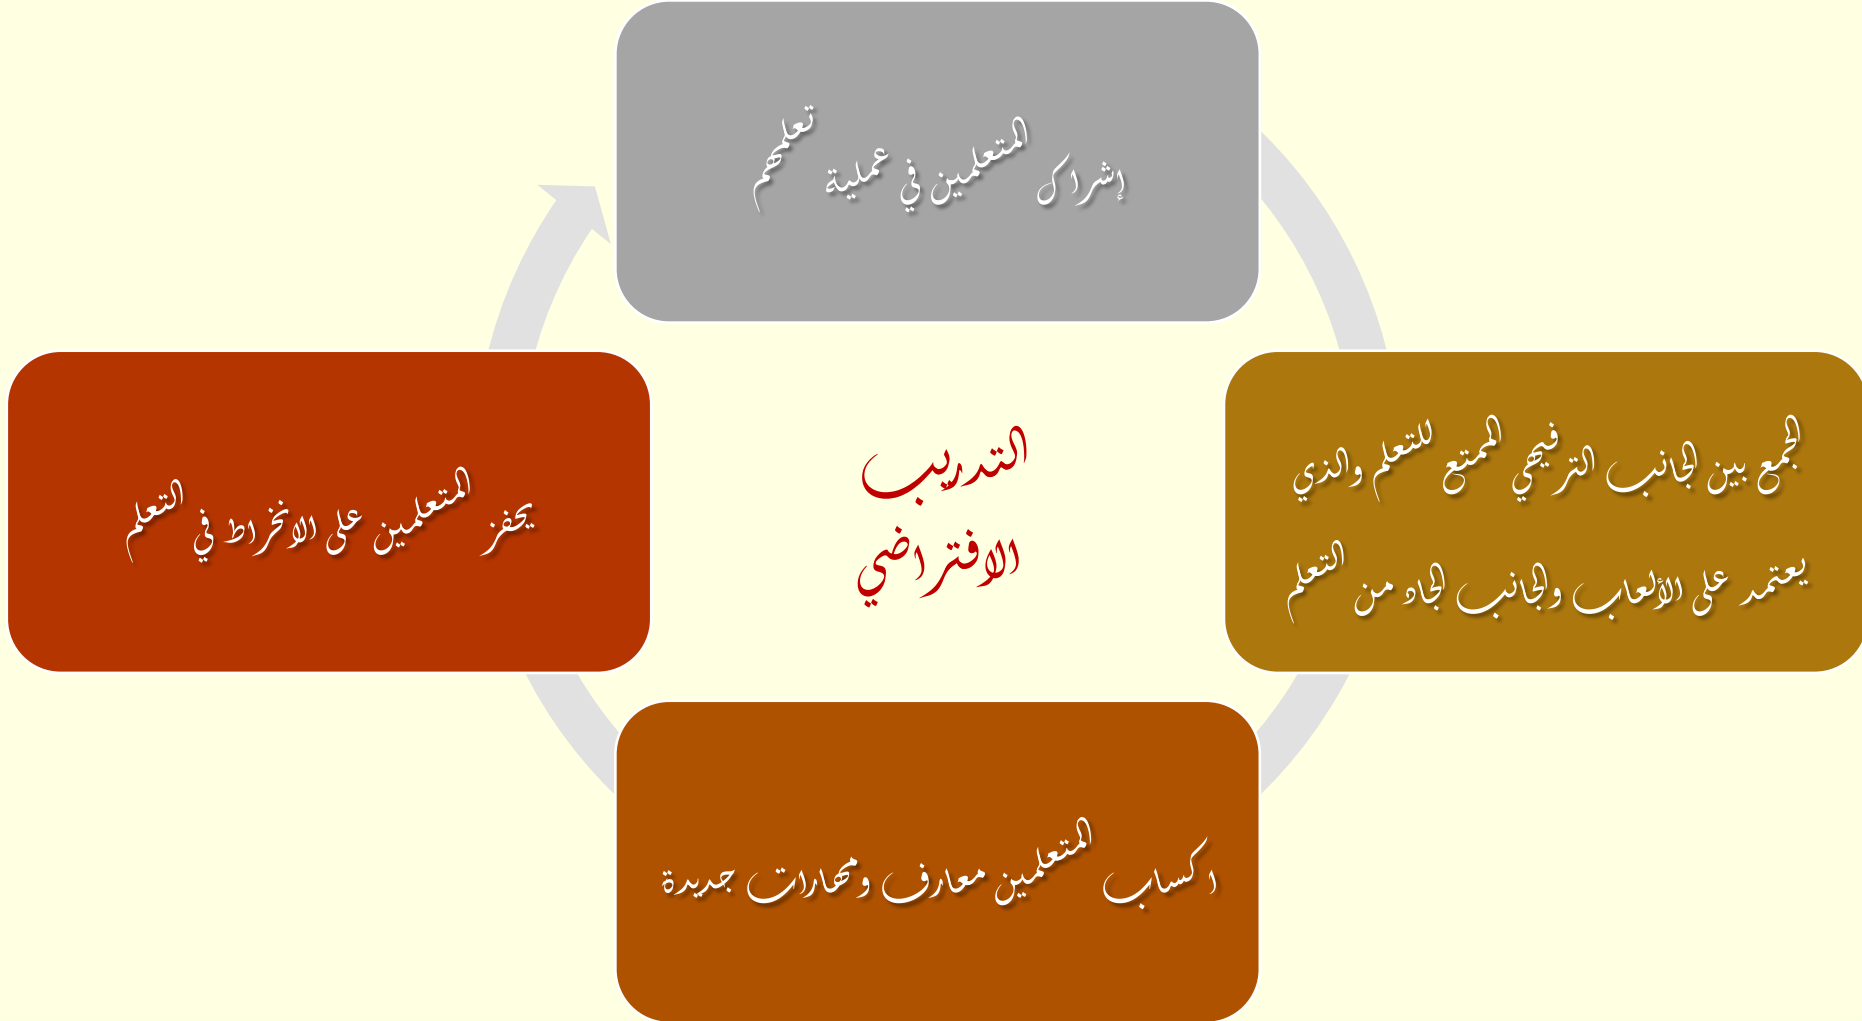 إشراك المتعلمين في عملية تعلمهم
الجمع بين الجانب الترفيهي الممتع للتعلم والذي
يعتمد على الألعاب والجانب الجاد من التعلم
التدريب
الافتراضي
يحفز المتعلمين على الانخراط في التعلم
اكساب المتعلمين معارف ومهارات جديدة